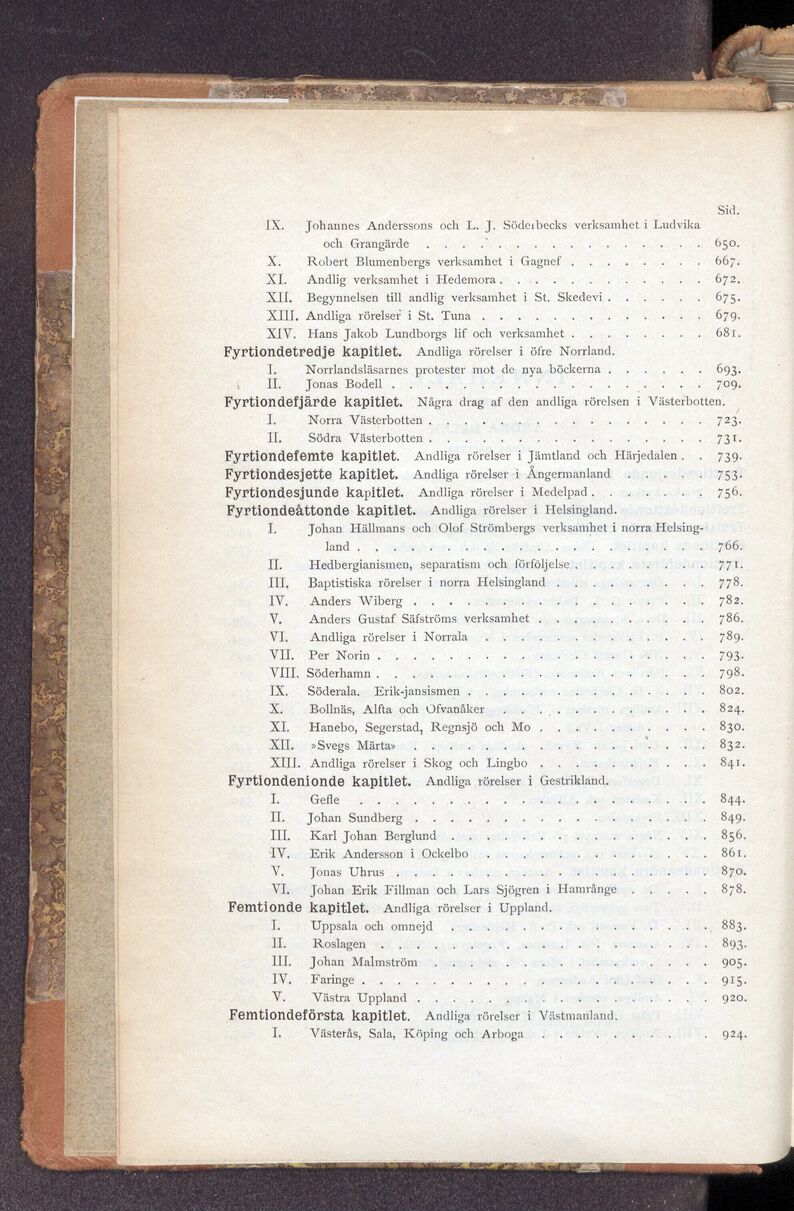 Sid.
IX. Johannes Anderssons och L. J. Söderbecks verksamhet i Ludvika
och Grangärde . . . . . . . . . . . . . . . . 650.
X. Robert Blumenbergs verksamhet i Gagnef . . . . . . . . 667.
XI. Andlig verksamhet i Hedemora . . . . . . . . . . . . 672.
XII. Begynnelsen till andlig verksamhet i St. Skedevi . . . . . . 675.
XIII. Andliga rörelser i St. Tuna . . . . . . . . . . . . . 679.
XIV. Hans Jakob Lundborgs lif och verksamhet . . . . . . . . 681.
Fyrtiondetredje kapitlet. Andliga rörelser i öfre Norrland.
I. Norrlandsläsarnes protester mot de nya böckerna . . . . . . 693.
II. Jonas Bodell . . . . . . . . . . . . . . . . . . 709.
Fyrtiondefjärde kapitlet. Några drag af den andliga rörelsen i Västerbotten.
I. Norra Västerbotten . . . . . . . . . . . . . . . . 723.
II. Södra Västerbotten . . . . . . . . . . . . . . . . 731.
Fyrtiondefemte kapitlet. Andliga rörelser i Jämtland och Härjedalen . . 739.
Fyrtiondesjette kapitlet. Andliga rörelser i Ångermanland . . . . . 753.
Fyrtiondesjunde kapitlet. Andliga rörelser i Medelpad . . . . . . . 756.
Fyrtiondeåttonde kapitlet. Andliga rörelser i Helsingland.
I. Johan Hällmans och Olof Strömbergs verksamhet i norra Helsing-
land . . . . . . . . . . . . . . . . . . . . 766.
II. Hedbergianismen, separatism och förföljelse . . . . . . . . 771.
III. Baptistiska rörelser i norra Helsingland . . . . . . . . . 778.
IV. Anders Wiberg . . . . . . . . . . . . . . . . . 782.
V. Anders Gustaf Säfströms verksamhet . . . . . . . . . . 786.
VI. Andliga rörelser i Norrala . . . . . . . . . . . . . 789.
VII. Per Norin . . . . . . . . . . . . . . . . . . . 793.
VIII. Söderhamn . . . . . . . . . . . . . . . . . . . 798.
IX. Söderala. Erik-jansismen . . . . . . . . . . . . . . 802.
X. Bollnäs, Alfta och Ofvanåker . . . . . . . . . . . . 824.
XI. Hanebo, Segerstad, Regnsjö och Mo . . . . . . . . . . 830.
XII. »Svegs Märta» . . . . . . . . . . . . . . . . . 832.
XIII. Andliga rörelser i Skog och Lingbo . . . . . . . . . . 841.
Fyrtiondenionde kapitlet. Andliga rörelser i Gestrikland.
I. Gefle . . . . . . . . . . . . . . . . . . . . 844.
II. Johan Sundberg . . . . . . . . . . . . . . . . . 849.
III. Karl Johan Berglund . . . . . . . . . . . . . . . 856.
IV. Erik Andersson i Ockelbo . . . . . . . . . . . . . 861.
V. Jonas Uhrus . . . . . . . . . . . . . . . . . . 870.
VI. Johan Erik Fillman och Lars Sjögren i Hamrånge . . . . . 878.
Femtionde kapitlet. Andliga rörelser i Uppland.
I. Uppsala och omnejd . . . . . . . . . . . . . . . 883.
II. Roslagen . . . . . . . . . . . . . . . . . . . 893.
III. Johan Malmström . . . . . . . . . . . . . . . . 905.
IV. Faringe . . . . . . . . . . . . . . . . . . . . 915.
V. Västra Uppland . . . . . . . . . . . . . . . . . 920.
Femtiondeförsta kapitlet. Andliga rörelser i Västmanland.
I. Västerås, Sala, Köping och Arboga . . . . . . . . . . 924.